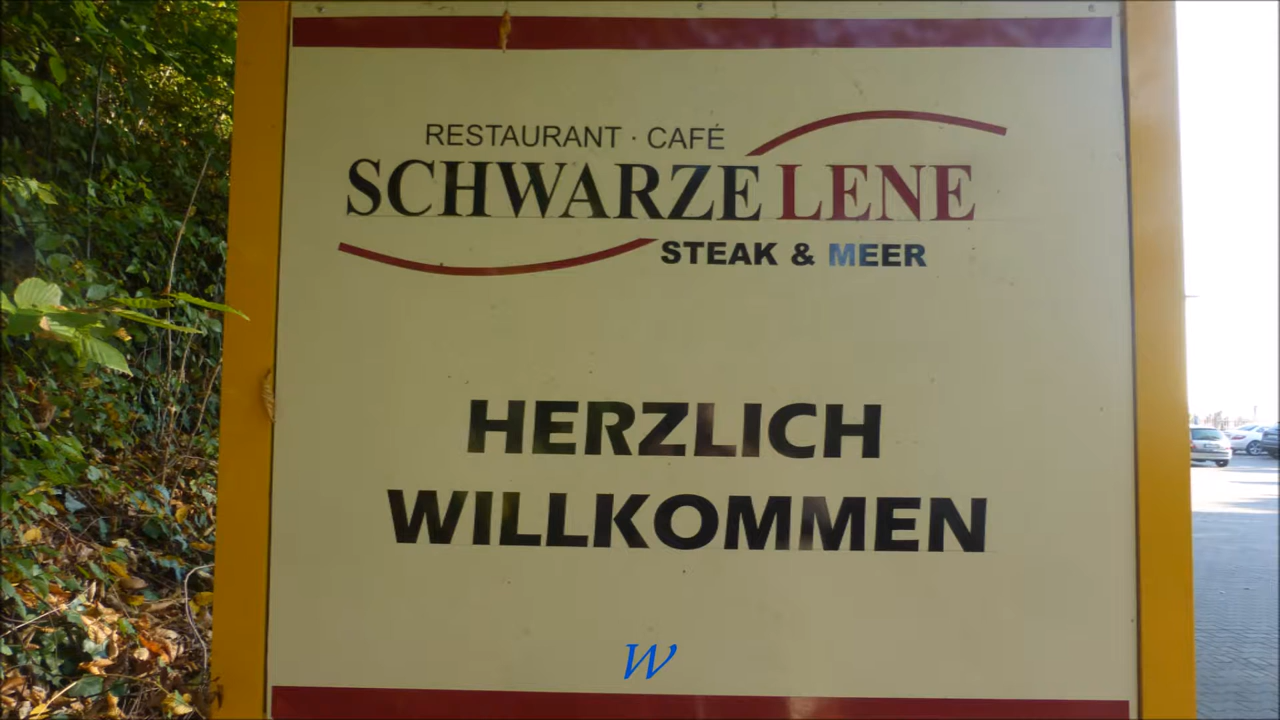 RESTAURANT · CAFÉ
SCHWARZE LENE
STEAK & MEER
HERZLICH
WILLKOMMEN
W